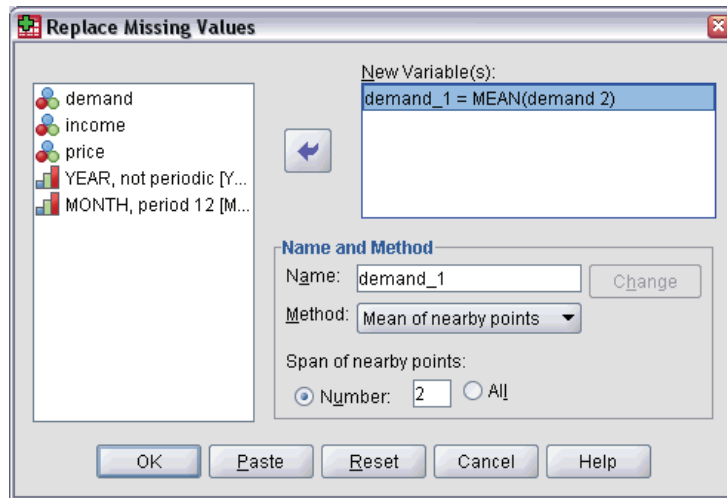 Replace Missing Values
New Variable(s):
demand_1 = MEAN(demand 2)
demand
income
price
YEAR, not periodic [Y...
MONTH, period 12 [M...
Name and Method
Name: demand_1 Change
Method: Mean of nearby points
Span of nearby points:
Number: 2 All
OK Paste Reset Cancel Help